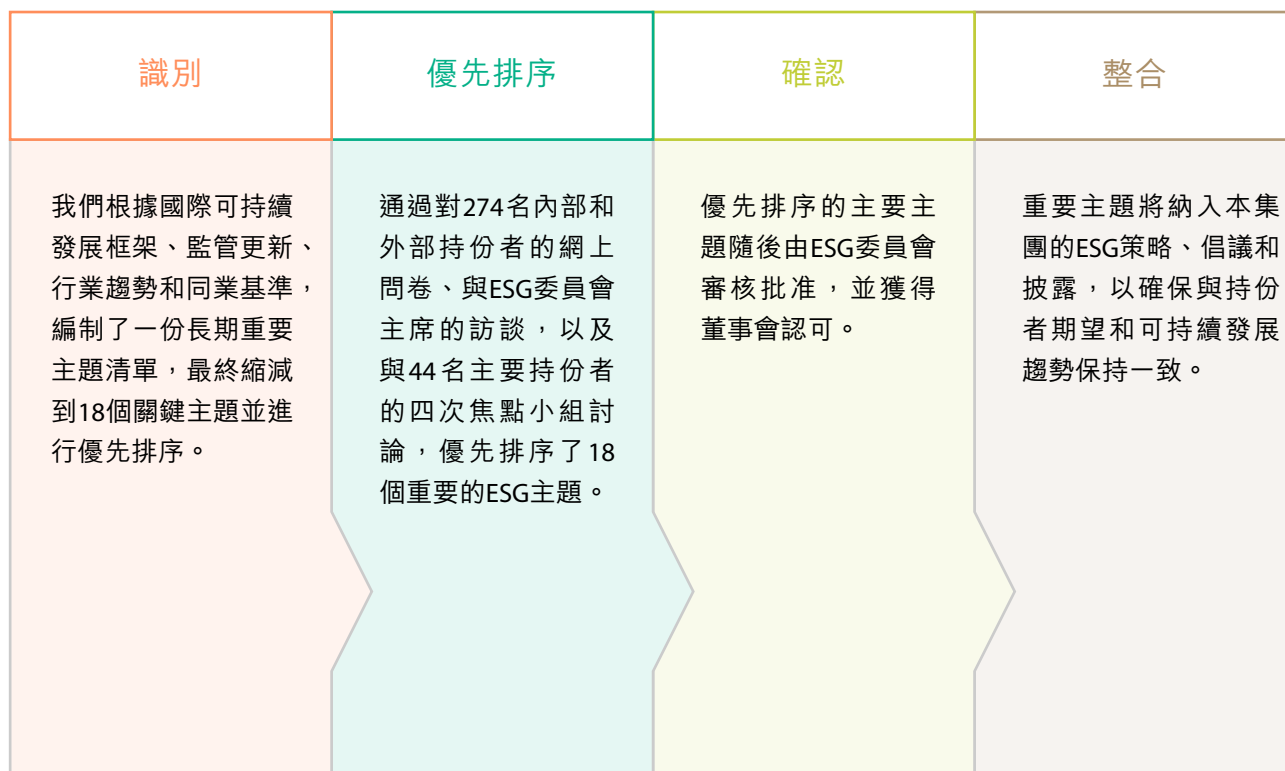 識別
我們根據國際可持續
發展框架、監管更新、
行業趨勢和同業基準，
編制了一份長期重要
主題清單，最終縮減
到18個關鍵主題並進
行優先排序。
優先排序
通過對274名內部和
外部持份者的網上
問卷、與ESG委員會
主席的訪談，以及
與44名主要持份者
的四次焦點小組討
論，優先排序了18
個重要的ESG主題。
確認
優先排序的主要主
題隨後由ESG委員會
審核批准，並獲得
董事會認可。
整合
重要主題將納入本集
團的ESG策略、倡議和
披露，以確保與持份
者期望和可持續發展
趨勢保持一致。